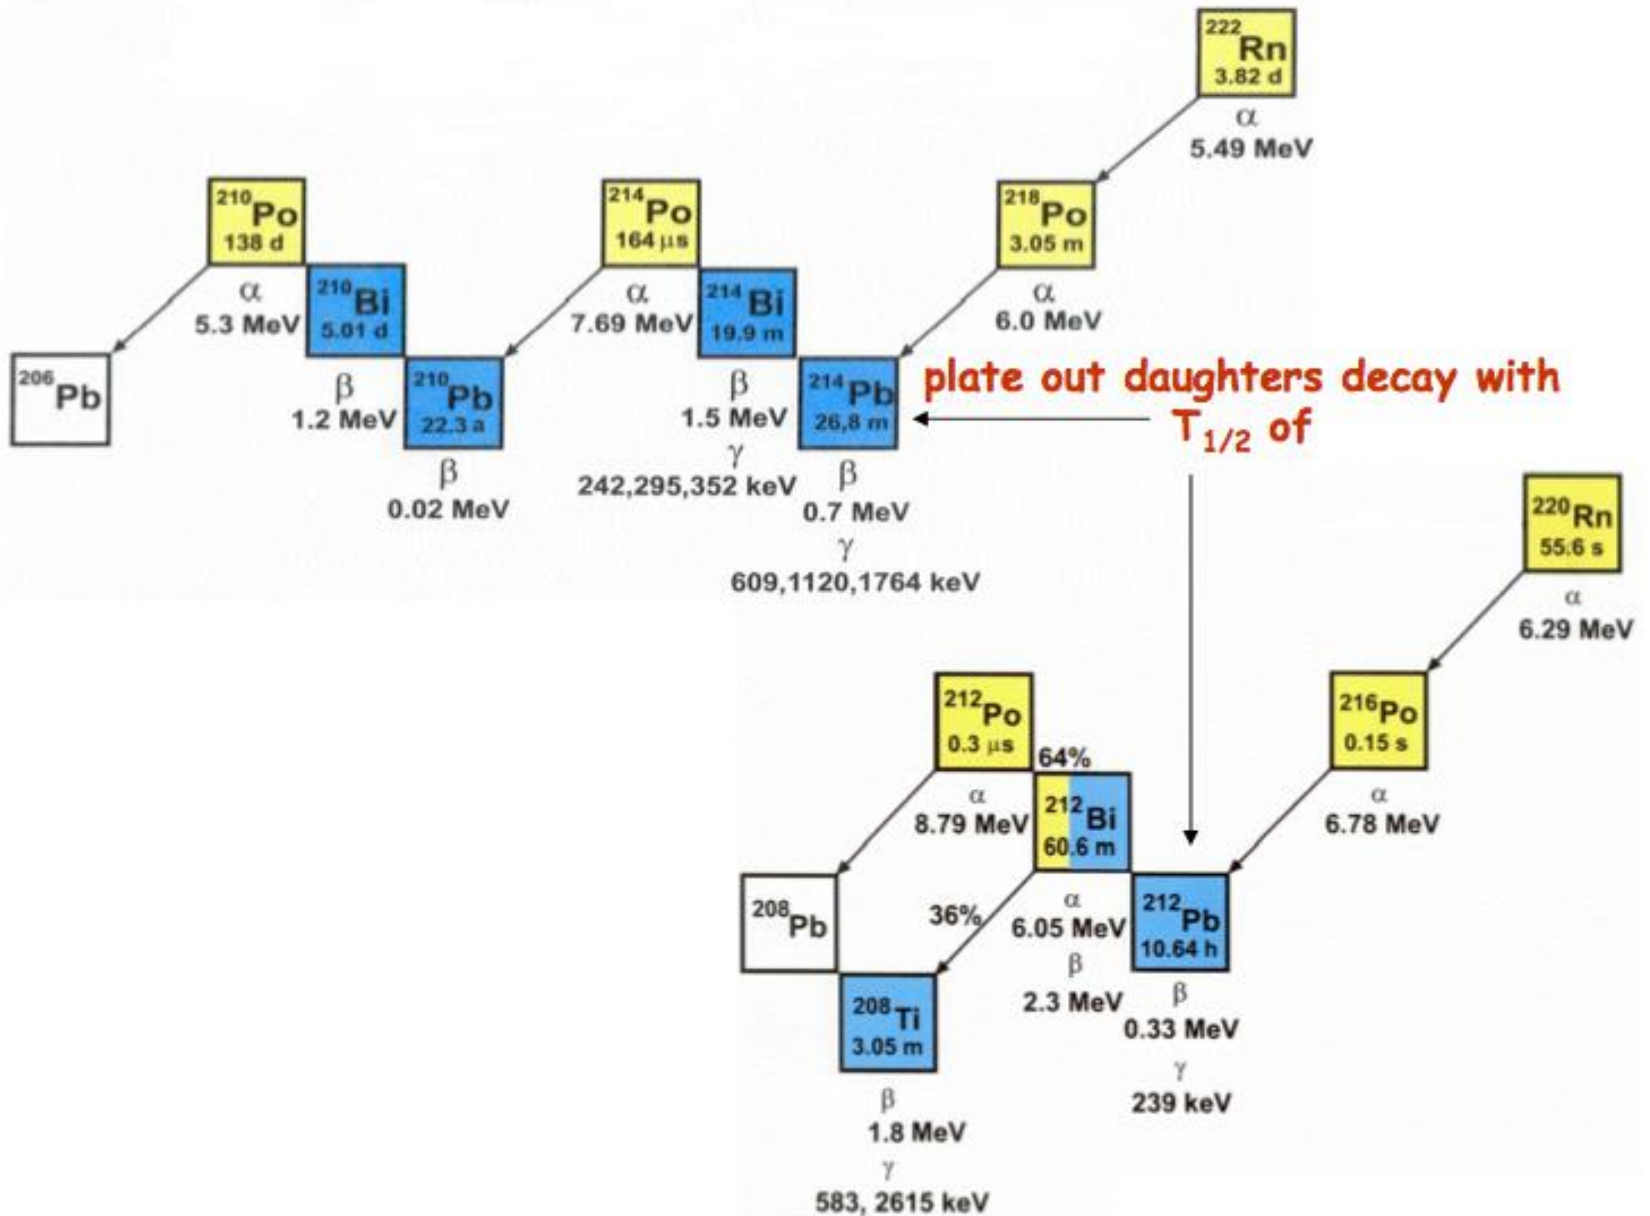 222Rn
3.82 d
α
5.49 MeV
210Po
138 d
α
5.3 MeV
210Bi
5.01 d
β
1.2 MeV
206Pb
210Pb
22.3 a
β
0.02 MeV
214Po
164 μs
α
7.69 MeV
214Bi
19.9 m
β
1.5 MeV
γ
242,295,352 keV
218Po
3.05 m
α
6.0 MeV
214Pb
26,8 m
β
0.7 MeV
γ
609,1120,1764 keV
plate out daughters decay with
T1/2 of
220Rn
55.6 s
α
6.29 MeV
212Po
0.3 μs
α
8.79 MeV
64%
212Bi
60.6 m
α
6.05 MeV
β
2.3 MeV
36%
216Po
0.15 s
α
6.78 MeV
208Pb
212Pb
10.64 h
β
0.33 MeV
γ
239 keV
208Ti
3.05 m
β
1.8 MeV
γ
583, 2615 keV